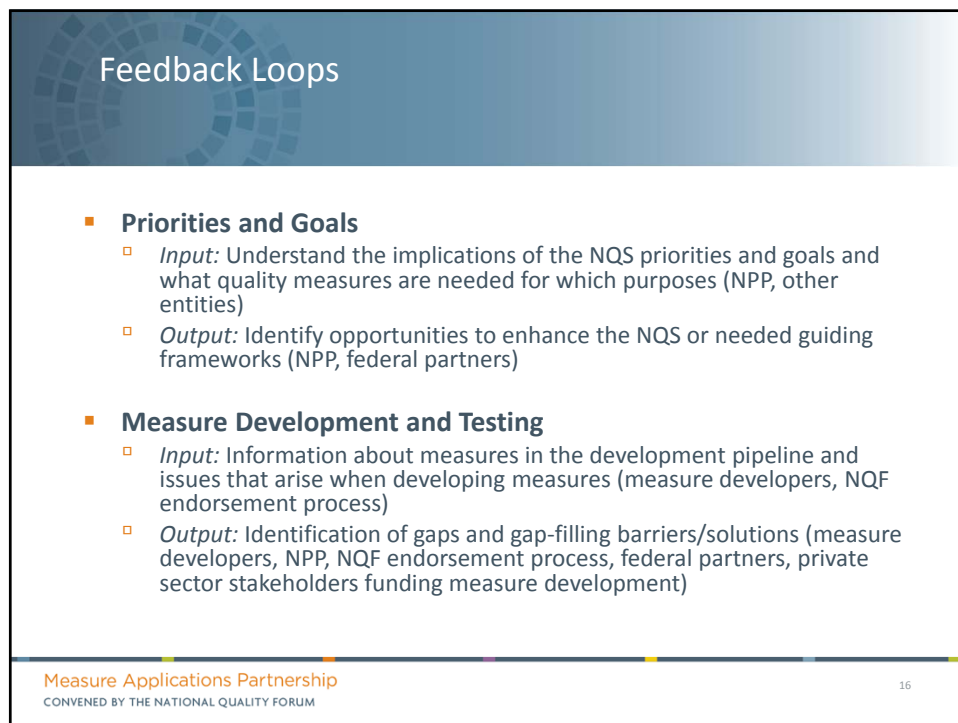 Feedback Loops
▪ Priorities and Goals
▫ Input: Understand the implications of the NQS priorities and goals and
what quality measures are needed for which purposes (NPP, other
entities)
▫ Output: Identify opportunities to enhance the NQS or needed guiding
frameworks (NPP, federal partners)
▪ Measure Development and Testing
▫ Input: Information about measures in the development pipeline and
issues that arise when developing measures (measure developers, NQF
endorsement process)
▫ Output: Identification of gaps and gap-filling barriers/solutions (measure
developers, NPP, NQF endorsement process, federal partners, private
sector stakeholders funding measure development)
Measure Applications Partnership
CONVENED BY THE NATIONAL QUALITY FORUM
16